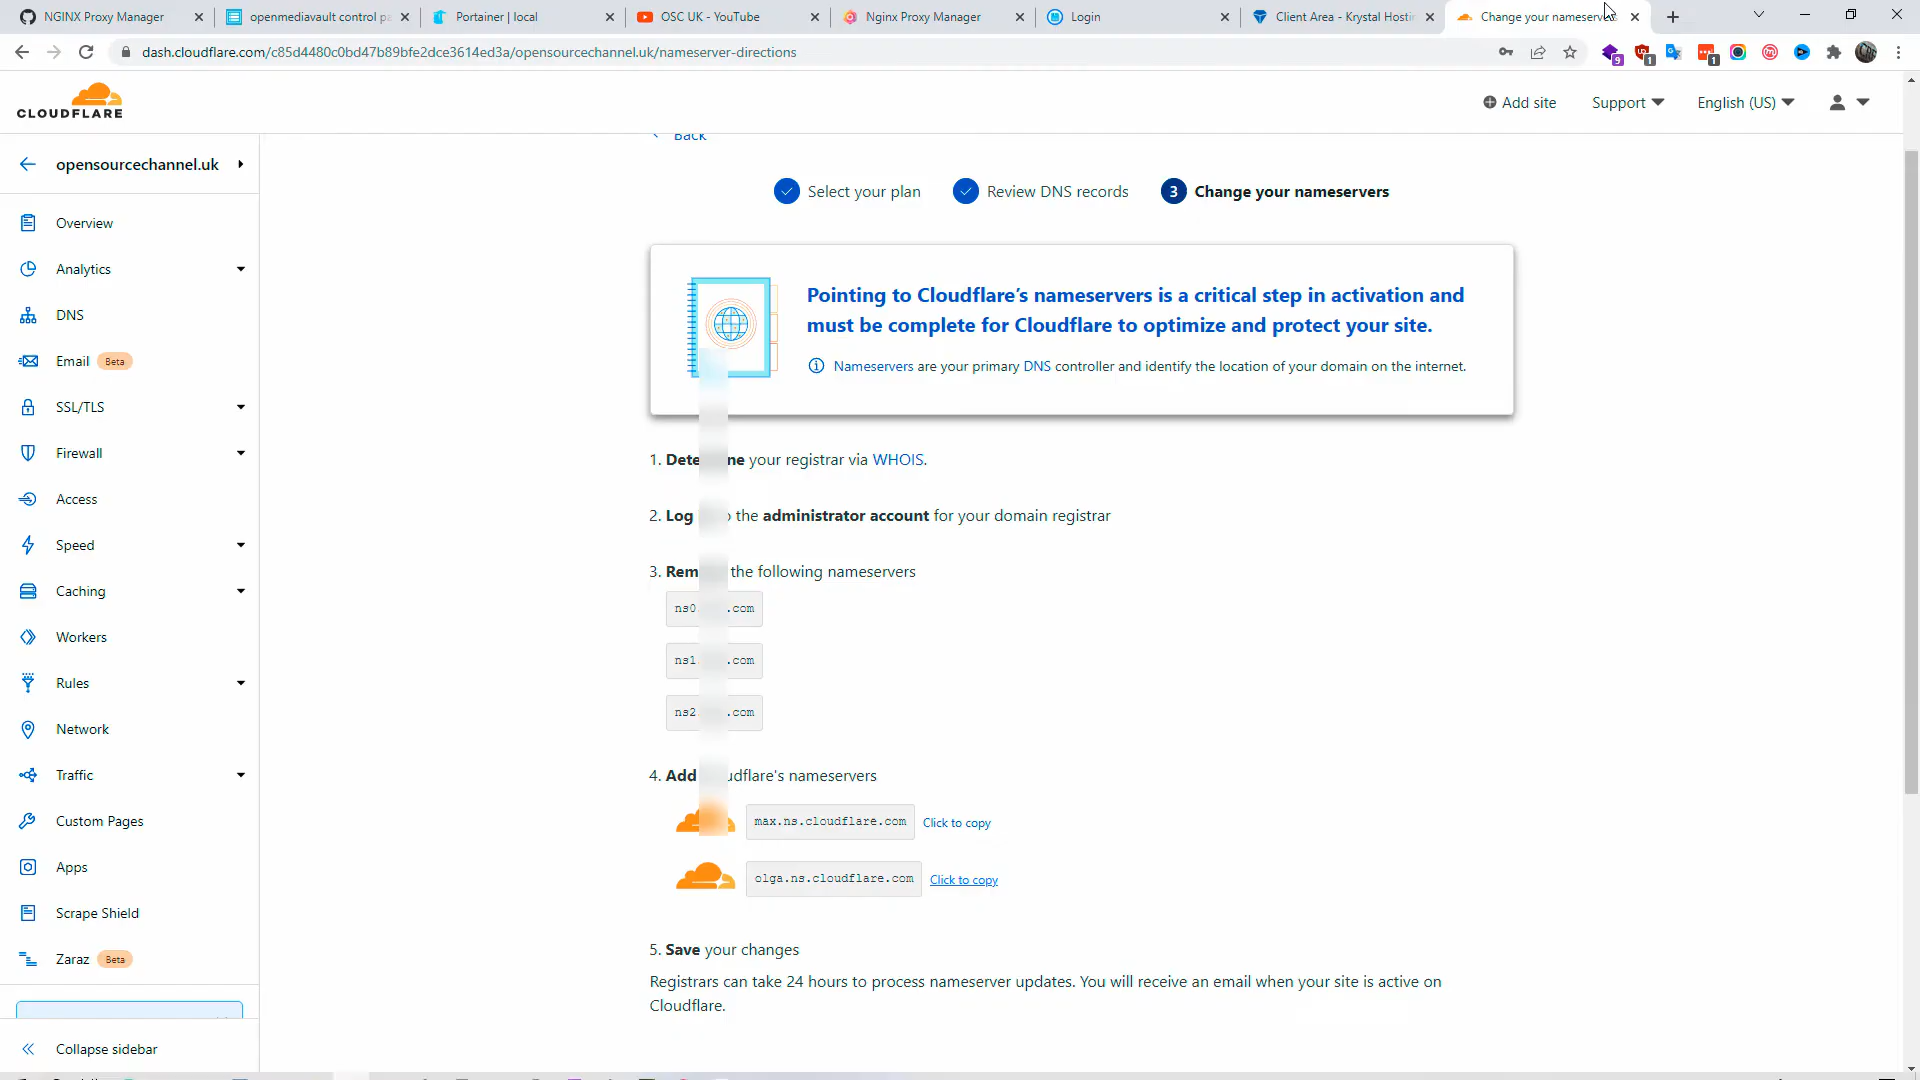 NGINX Proxy Manager
openmediavault control pa
Portainer | local
OSC UK - YouTube
Nginx Proxy Manager
Login
Client Area - Krystal Hostin
Change your nameserve
dash.cloudflare.com/c85d4480c0bd47b89bfe2dce3614ed3a/opensourcechannel.uk/nameserver-directions
9
1
1
CLOUDFLARE
Add site
Support
English (US)
opensourcechannel.uk
Overview
Analytics
DNS
Email Beta
SSL/TLS
Firewall
Access
Speed
Caching
Workers
Rules
Network
Traffic
Custom Pages
Apps
Scrape Shield
Zaraz Beta
Collapse sidebar
Back
Select your plan
Review DNS records
3 Change your nameservers
Pointing to Cloudflare's nameservers is a critical step in activation and
must be complete for Cloudflare to optimize and protect your site.
Nameservers are your primary DNS controller and identify the location of your domain on the internet.
1. your registrar via WHOIS.
2. Log the administrator account for your domain registrar
3. the following nameservers
ns0 .com
ns1 .com
ns2 .com
4. Add nameservers
max.ns.cloudflare.com Click to copy
olga.ns.cloudflare.com Click to copy
5. Save your changes
Registrars can take 24 hours to process nameserver updates. You will receive an email when your site is active on
Cloudflare.